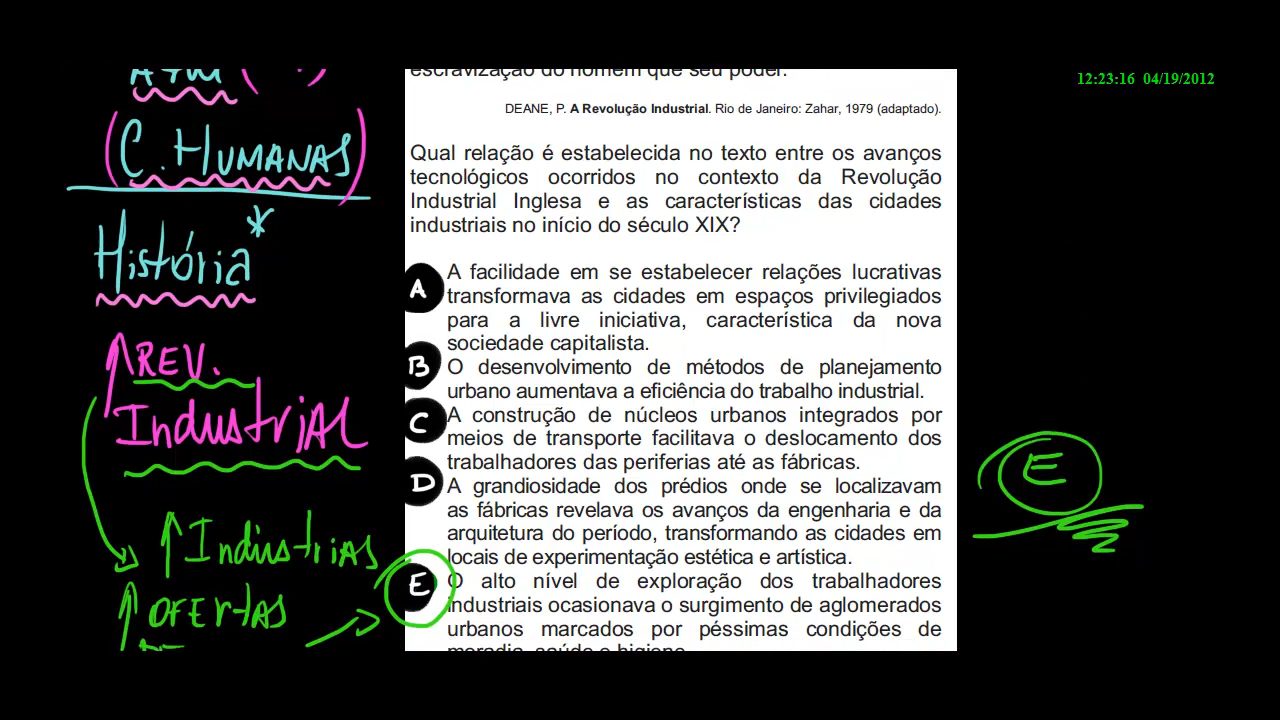 12:23:16 04/19/2012
(C. HUMANAS)
História*
↑REV.
IndustriAL
↑IndústriAS
↑OFErtAS
escravização do homem que seu poder.
DEANE, P. A Revolução Industrial. Rio de Janeiro: Zahar, 1979 (adaptado).
Qual relação é estabelecida no texto entre os avanços
tecnológicos ocorridos no contexto da Revolução
Industrial Inglesa e as características das cidades
industriais no início do século XIX?
A A facilidade em se estabelecer relações lucrativas
transformava as cidades em espaços privilegiados
para a livre iniciativa, característica da nova
sociedade capitalista.
B O desenvolvimento de métodos de planejamento
urbano aumentava a eficiência do trabalho industrial.
C A construção de núcleos urbanos integrados por
meios de transporte facilitava o deslocamento dos
trabalhadores das periferias até as fábricas.
D A grandiosidade dos prédios onde se localizavam
as fábricas revelava os avanços da engenharia e da
arquitetura do período, transformando as cidades em
locais de experimentação estética e artística.
E O alto nível de exploração dos trabalhadores
industriais ocasionava o surgimento de aglomerados
urbanos marcados por péssimas condições de
moradia, saúde e higiene.
E